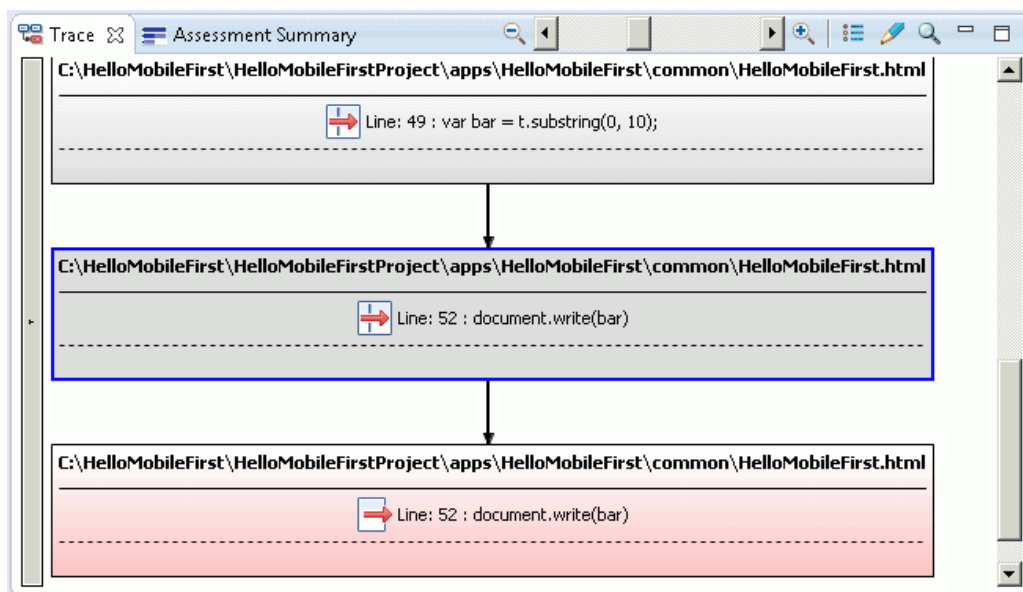 Trace Assessment Summary
C:\HelloMobileFirst\HelloMobileFirstProject\apps\HelloMobileFirst\common\HelloMobileFirst.html
Line: 49 : var bar = t.substring(0, 10);
C:\HelloMobileFirst\HelloMobileFirstProject\apps\HelloMobileFirst\common\HelloMobileFirst.html
Line: 52 : document.write(bar)
C:\HelloMobileFirst\HelloMobileFirstProject\apps\HelloMobileFirst\common\HelloMobileFirst.html
Line: 52 : document.write(bar)